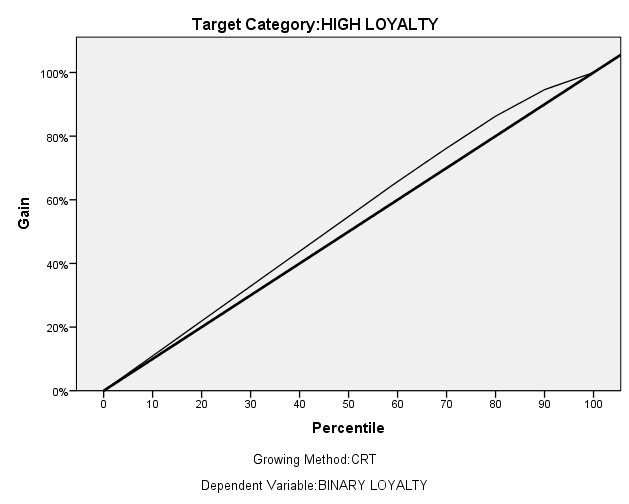 Target Category:HIGH LOYALTY
100%
80%
60%
40%
20%
0%
Gain
0 10 20 30 40 50 60 70 80 90 100
Percentile
Growing Method:CRT
Dependent Variable:BINARY LOYALTY